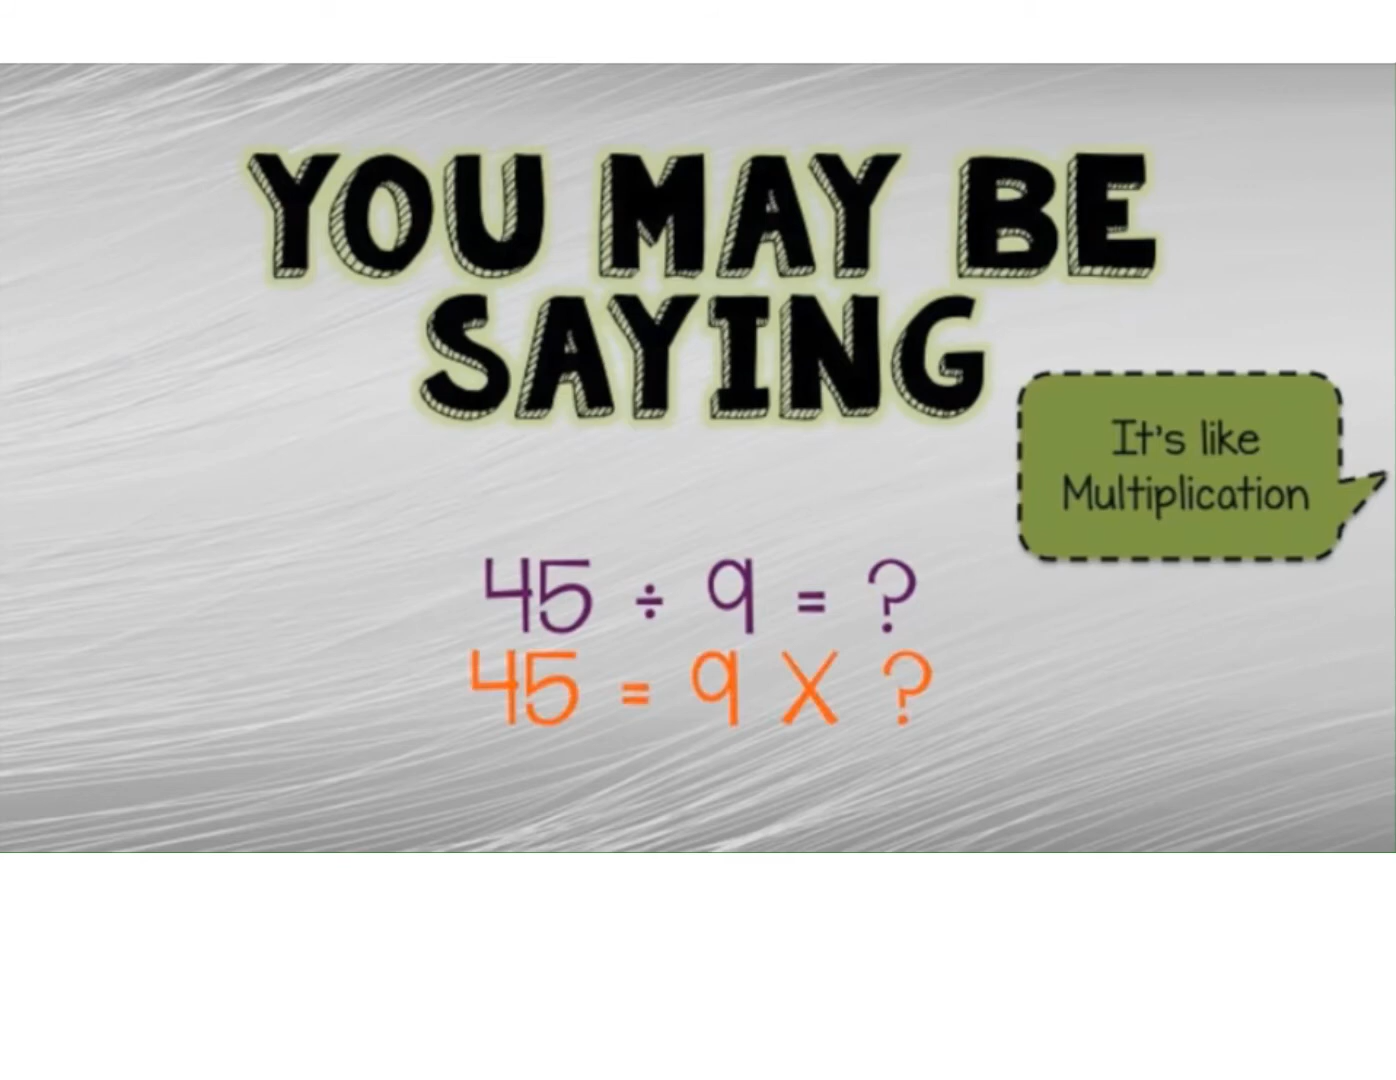 YOU MAY BE
SAYING
It's like
Multiplication
45 ÷ 9 = ?
45 = 9 X ?